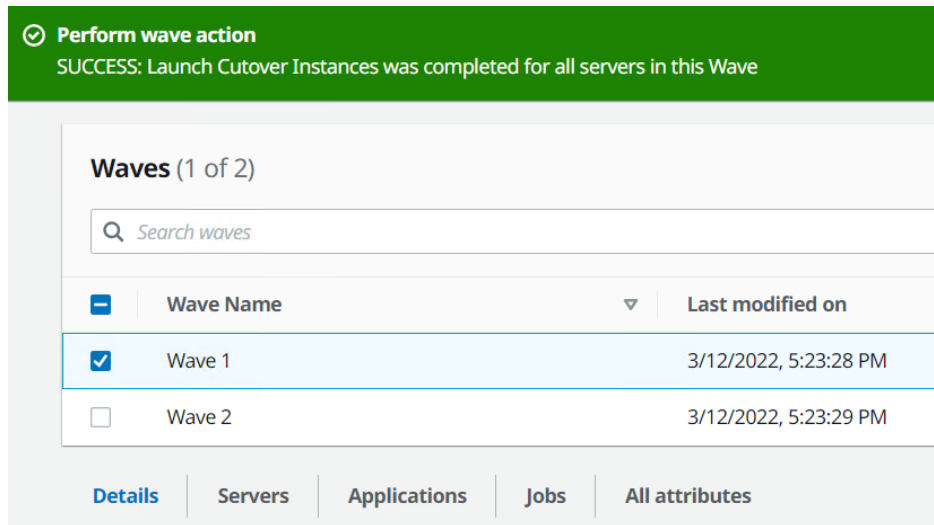 Perform wave action
SUCCESS: Launch Cutover Instances was completed for all servers in this Wave
Waves (1 of 2)
Search waves
Wave Name Last modified on
Wave 1 3/12/2022, 5:23:28 PM
Wave 2 3/12/2022, 5:23:29 PM
Details Servers Applications Jobs All attributes